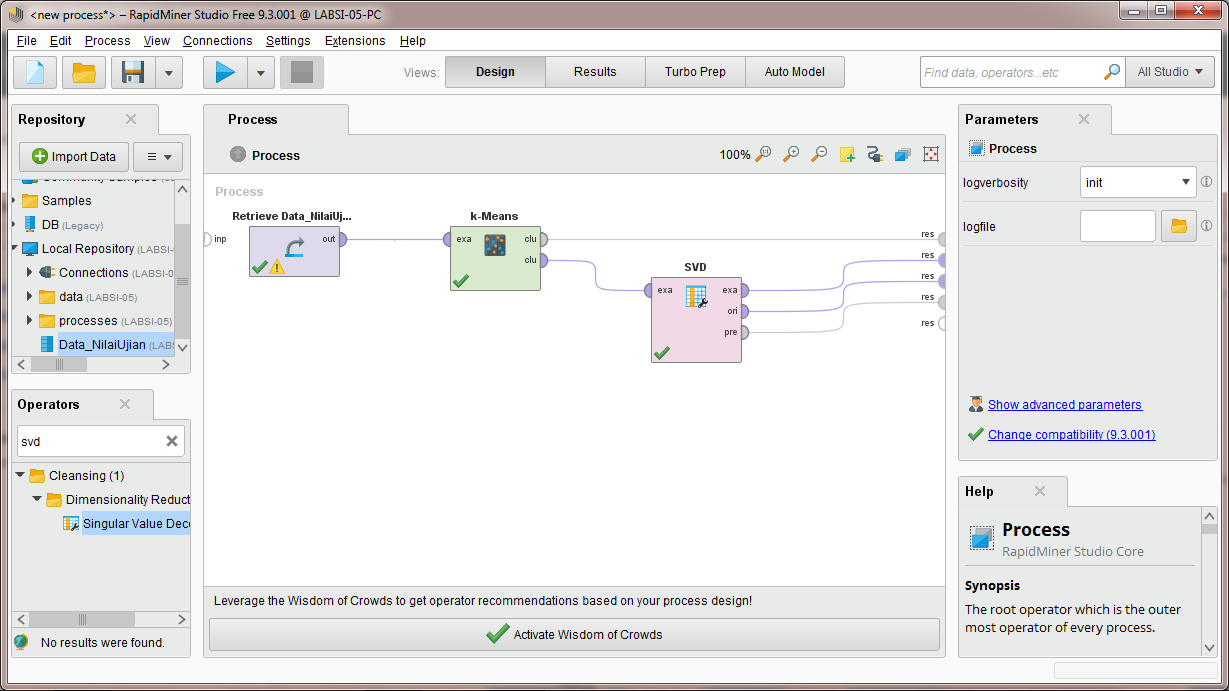 <new process*> – RapidMiner Studio Free 9.3.001 @ LABSI-05-PC
File Edit Process View Connections Settings Extensions Help
Views: Design Results Turbo Prep Auto Model Find data, operators...etc All Studio
Repository
Import Data
Community Samples
Samples
DB (Legacy)
Local Repository (LABSI-
Connections (LABSI-0
data (LABSI-05)
processes (LABSI-05)
Data_NilaiUjian (LABS
Operators
svd
Cleansing (1)
Dimensionality Reduct
Singular Value Deco
No results were found.
Process
Process
100%
Process
inp
Retrieve Data_NilaiUj...
out
k-Means
exa clu
clu
SVD
exa exa
ori
pre
res
res
res
res
res
Leverage the Wisdom of Crowds to get operator recommendations based on your process design!
Activate Wisdom of Crowds
Parameters
Process
logverbosity init
logfile
Show advanced parameters
Change compatibility (9.3.001)
Help
Process
RapidMiner Studio Core
Synopsis
The root operator which is the outer
most operator of every process.